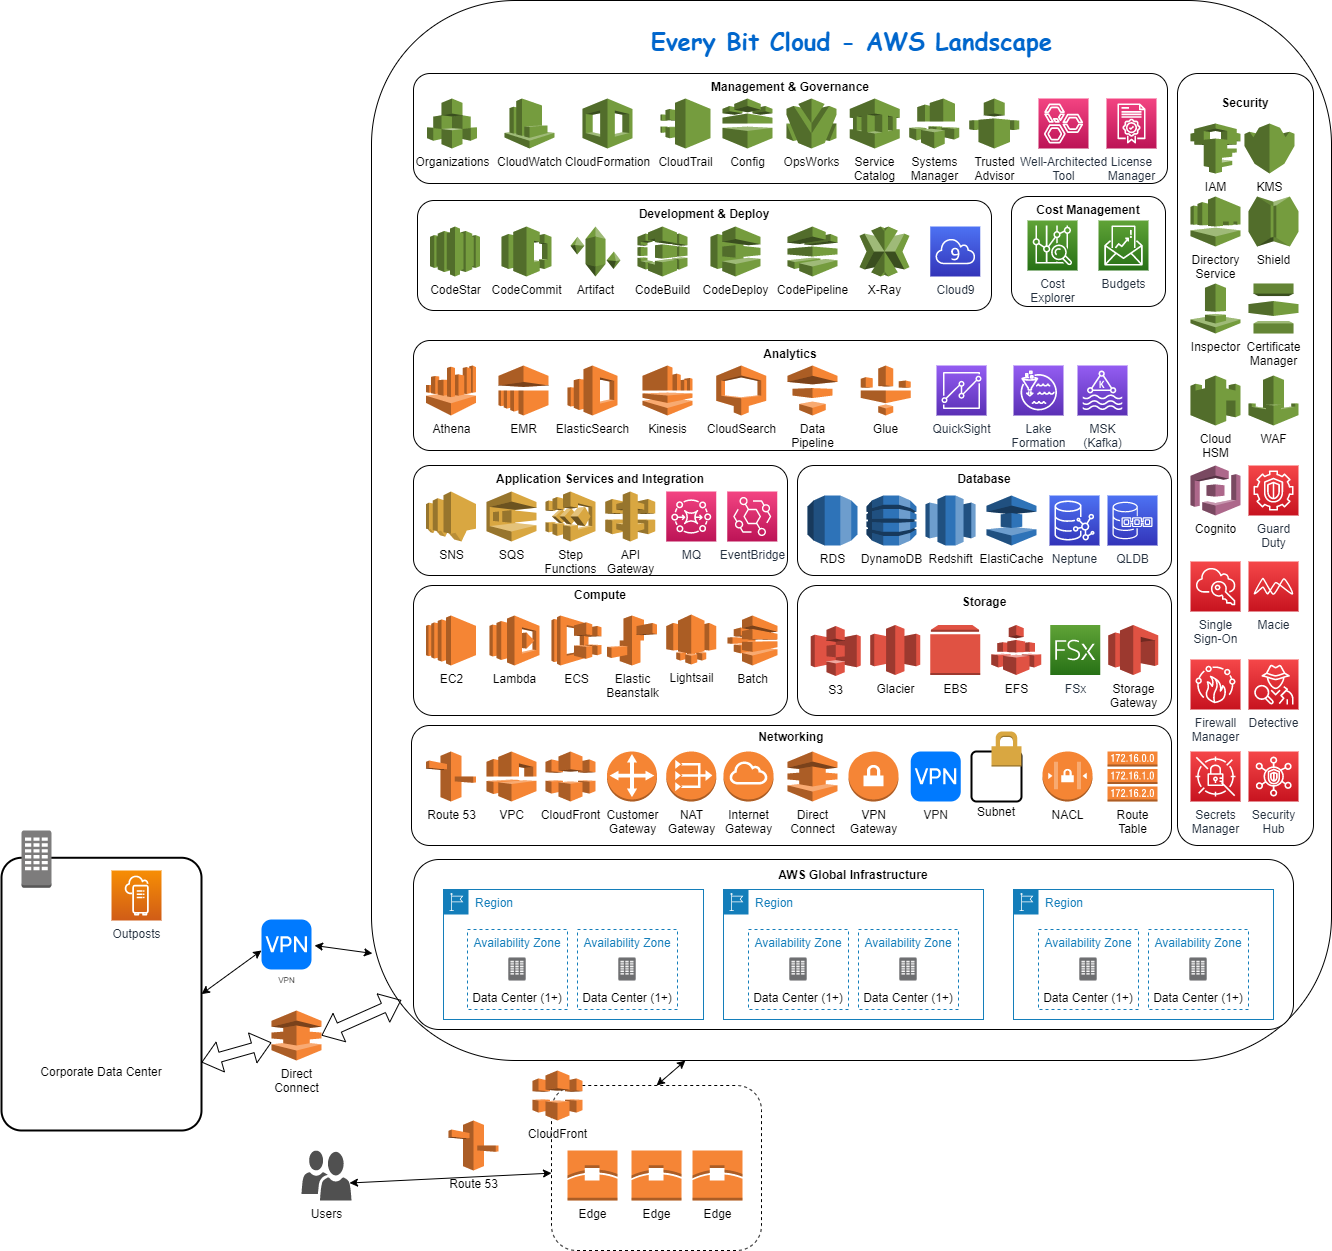 Every Bit Cloud - AWS Landscape
Management & Governance
Organizations
CloudWatch
CloudFormation
CloudTrail
Config
OpsWorks
Service
Catalog
Systems
Manager
Trusted
Advisor
Well-Architected
Tool
License
Manager
Development & Deploy
CodeStar
CodeCommit
Artifact
CodeBuild
CodeDeploy
CodePipeline
X-Ray
9
Cloud9
Cost Management
Cost
Explorer
Budgets
Security
IAM
KMS
Directory
Service
Shield
Inspector
Certificate
Manager
Cloud
HSM
WAF
Cognito
Guard
Duty
Single
Sign-On
Macie
Firewall
Manager
Detective
Secrets
Manager
Security
Hub
Analytics
Athena
EMR
ElasticSearch
Kinesis
CloudSearch
Data
Pipeline
Glue
QuickSight
Lake
Formation
K
MSK
(Kafka)
Application Services and Integration
SNS
SQS
Step
Functions
API
Gateway
MQ
EventBridge
Database
RDS
DynamoDB
Redshift
ElastiCache
Neptune
QLDB
Compute
EC2
Lambda
ECS
Elastic
Beanstalk
Lightsail
Batch
Storage
S3
Glacier
EBS
EFS
FSx
FSx
Storage
Gateway
Networking
Route 53
VPC
CloudFront
Customer
Gateway
NAT
Gateway
Internet
Gateway
Direct
Connect
VPN
Gateway
VPN
VPN
Subnet
NACL
172.16.0.0
172.16.1.0
172.16.2.0
Route
Table
AWS Global Infrastructure
Region
Availability Zone
Data Center (1+)
Availability Zone
Data Center (1+)
Region
Availability Zone
Data Center (1+)
Availability Zone
Data Center (1+)
Region
Availability Zone
Data Center (1+)
Availability Zone
Data Center (1+)
Outposts
Corporate Data Center
VPN
VPN
Direct
Connect
CloudFront
Route 53
Users
Edge
Edge
Edge